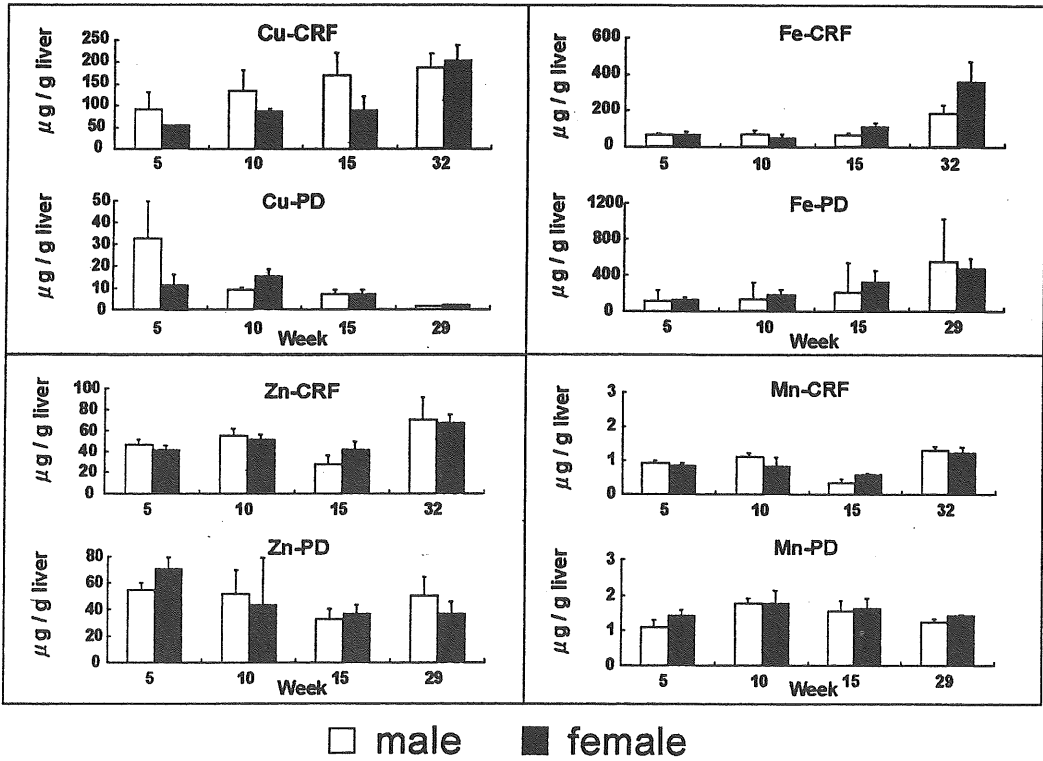 Cu-CRF
μg / g liver
250
200
150
100
50
0
5 10 15 32
Cu-PD
μg / g liver
50
40
30
20
10
0
5 10 15 29
Week
Fe-CRF
μg / g liver
600
400
200
0
5 10 15 32
Fe-PD
μg / g liver
1200
800
400
0
5 10 15 29
Week
Zn-CRF
μg / g liver
100
80
60
40
20
0
5 10 15 32
Zn-PD
μg / g liver
80
60
40
20
0
5 10 15 29
Week
Mn-CRF
μg / g liver
3
2
1
0
5 10 15 32
Mn-PD
μg / g liver
3
2
1
0
5 10 15 29
Week
male female